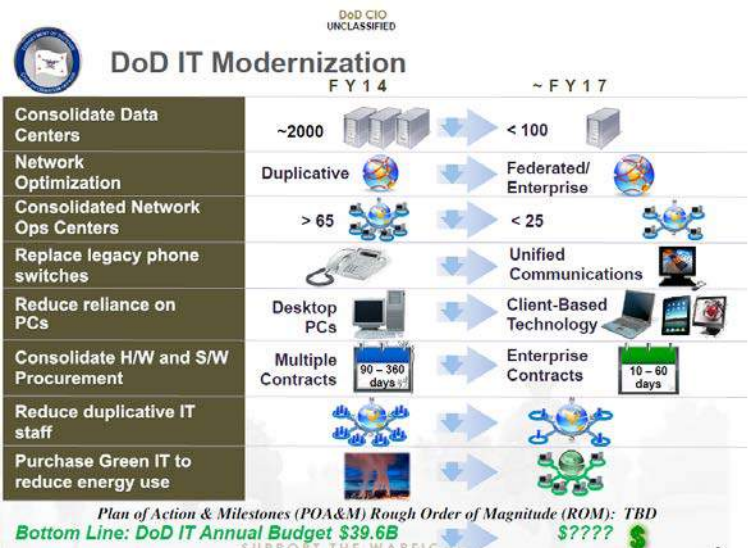 DoD CIO
UNCLASSIFIED
DoD IT Modernization
FY14
~FY17
Consolidate Data
Centers
~2000
< 100
Network
Optimization
Duplicative
Federated/
Enterprise
Consolidated Network
Ops Centers
> 65
< 25
Replace legacy phone
switches
Unified
Communications
Reduce reliance on
PCs
Desktop
PCs
Client-Based
Technology
Consolidate H/W and S/W
Procurement
Multiple
Contracts
90 – 360
days
Enterprise
Contracts
10 – 60
days
Reduce duplicative IT
staff
Purchase Green IT to
reduce energy use
Plan of Action & Milestones (POA&M) Rough Order of Magnitude (ROM): TBD
Bottom Line: DoD IT Annual Budget $39.6B
$????
$
SUPPORT THE